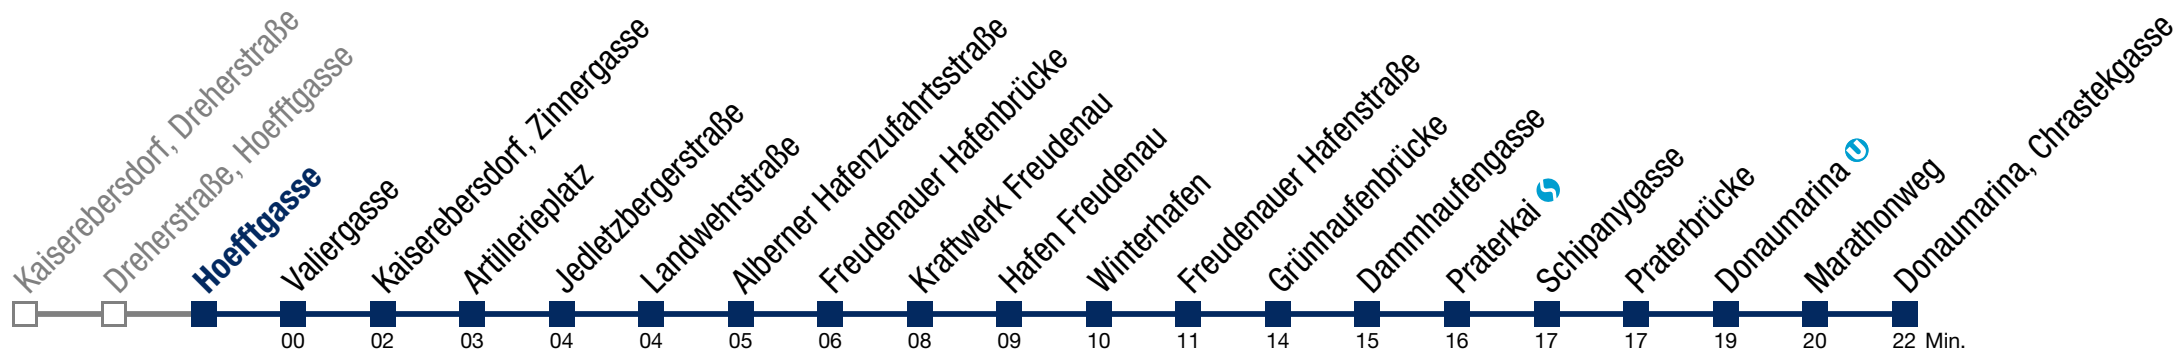 Kaiserebersdorf, Dreherstraße
Dreherstraße, Hoefftgasse
Hoefftgasse
Valiergasse
Kaiserebersdorf, Zinnergasse
Artillerieplatz
Jedletzbergerstraße
Landwehrstraße
Alberner Hafenzufahrtsstraße
Freudenauer Hafenbrücke
Kraftwerk Freudenau
Hafen Freudenau
Winterhafen
Freudenauer Hafenstraße
Grünhaufenbrücke
Dammhaufengasse
Praterkai S
Schipanygasse
Praterbrücke
Donaumarina U
Marathonweg
Donaumarina, Chrastekgasse
00 02 03 04 04 05 06 08 09 10 11 14 15 16 17 17 19 20 22 Min.